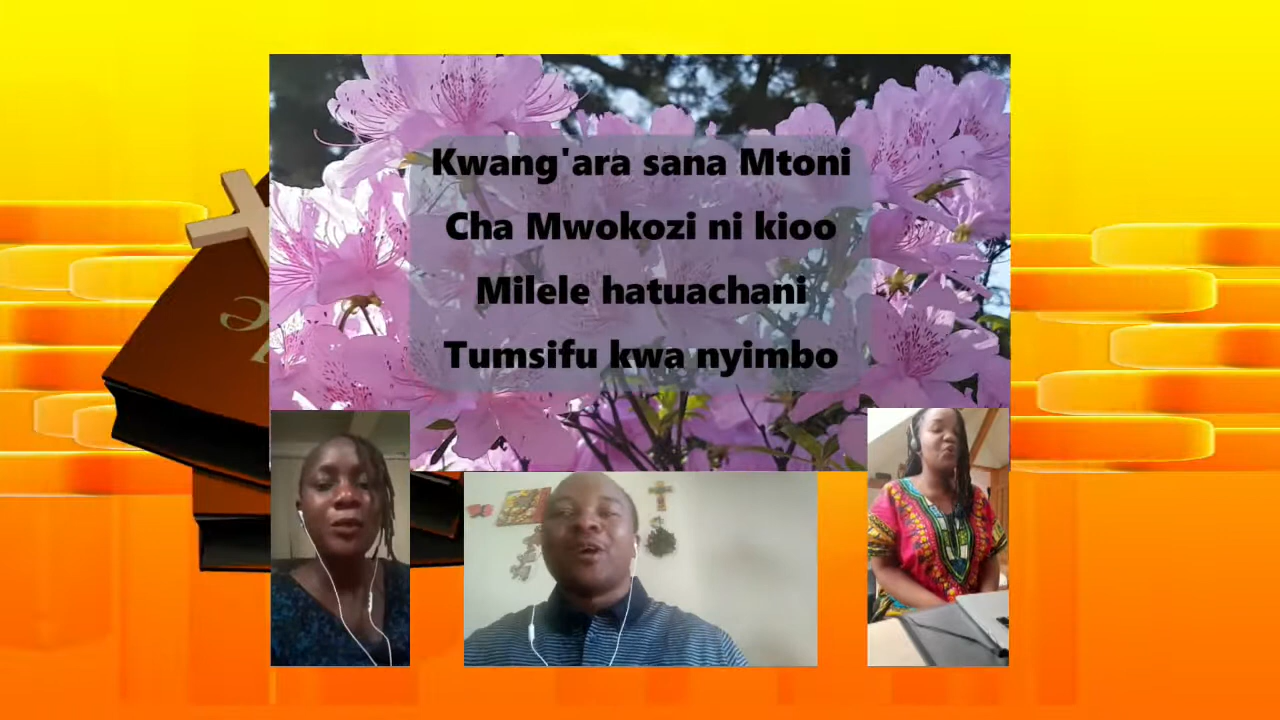 Kwang'ara sana Mtoni
Cha Mwokozi ni kioo
Milele hatuachani
Tumsifu kwa nyimbo